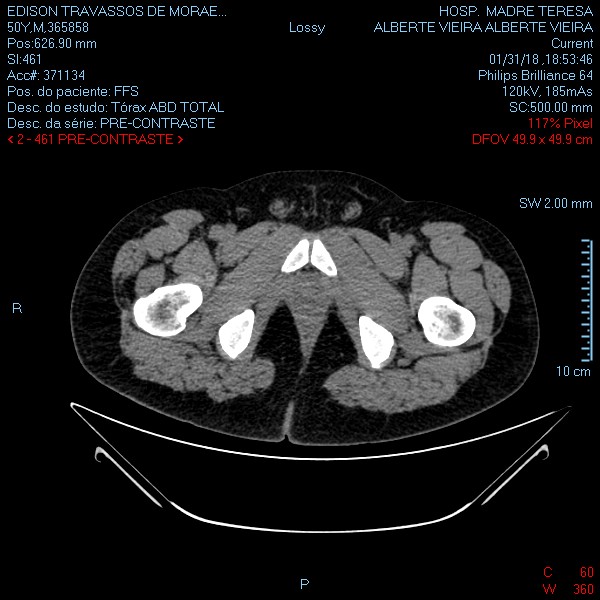 EDISON TRAVASSOS DE MORAE...
50Y,M,365858
Pos:626.90 mm
SI:461
Acc#: 371134
Pos. do paciente: FFS
Desc. do estudo: Tórax ABD TOTAL
Desc. da série: PRE-CONTRASTE
< 2 - 461 PRE-CONTRASTE >
Lossy
HOSP. MADRE TERESA
ALBERTE VIEIRA ALBERTE VIEIRA
Current
01/31/18 ,18:53:46
Philips Brilliance 64
120kV, 185mAs
SC:500.00 mm
117% Pixel
DFOV 49.9 x 49.9 cm
SW 2.00 mm
R
10 cm
P
C 60
W 360